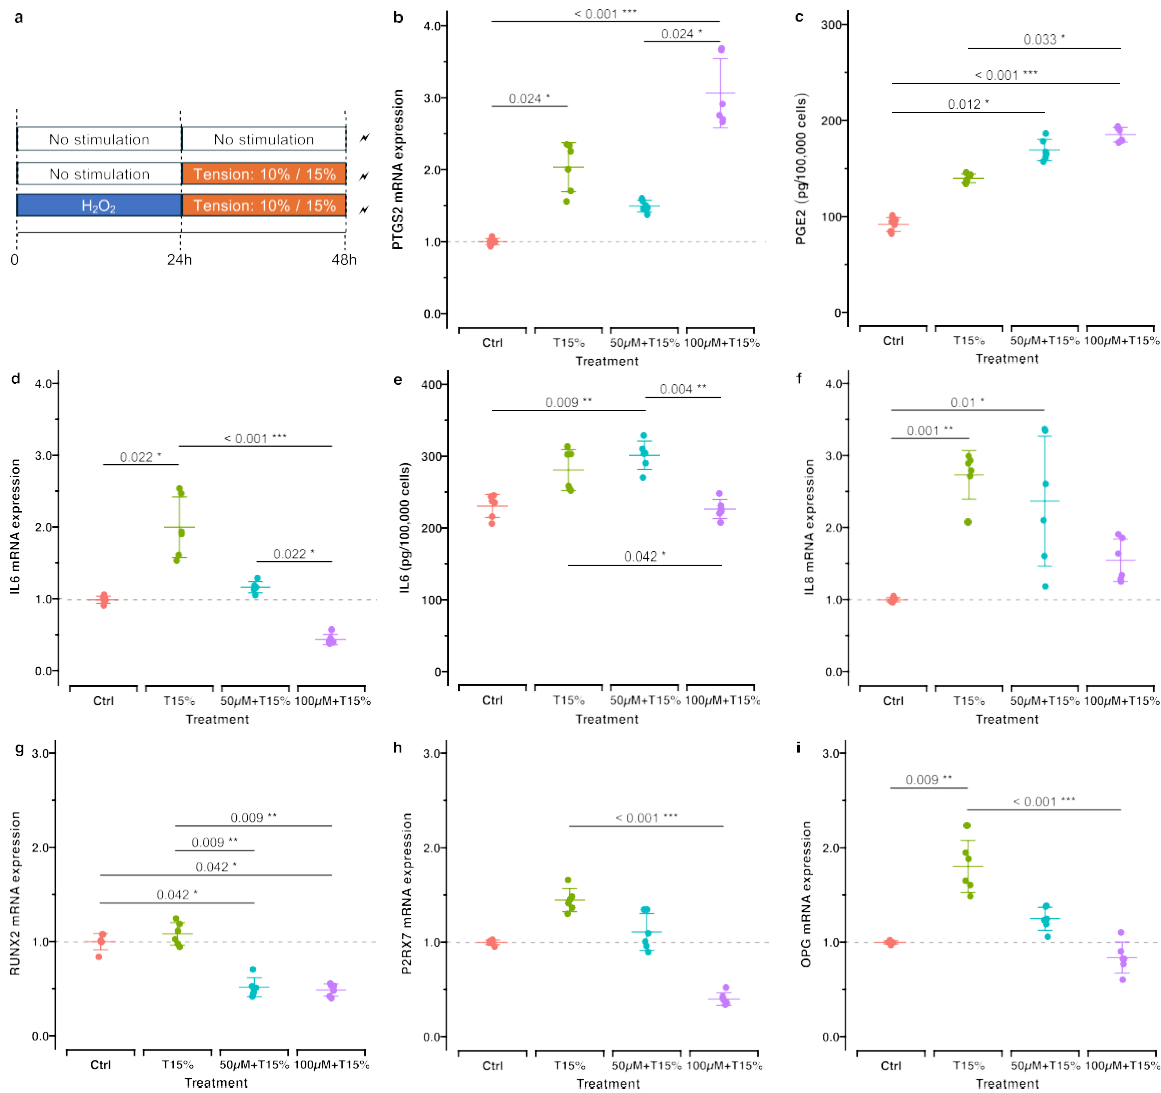 a
No stimulation No stimulation
No stimulation Tension: 10% / 15%
H₂O₂ Tension: 10% / 15%
0 24h 48h
b
PTGS2 mRNA expression
4.0
3.0
2.0
1.0
0.0
< 0.001 ***
0.024 *
0.024 *
Ctrl T15% 50µM+T15% 100µM+T15%
Treatment
c
PGE2 (pg/100,000 cells)
300
200
100
0
0.033 *
< 0.001 ***
0.012 *
Ctrl T15% 50µM+T15% 100µM+T15%
Treatment
d
IL6 mRNA expression
4.0
3.0
2.0
1.0
0.0
< 0.001 ***
0.022 *
0.022 *
Ctrl T15% 50µM+T15% 100µM+T15%
Treatment
e
IL6 (pg/100,000 cells)
400
300
200
100
0
0.004 **
0.009 **
0.042 *
Ctrl T15% 50µM+T15% 100µM+T15%
Treatment
f
IL8 mRNA expression
4.0
3.0
2.0
1.0
0.0
0.01 *
0.001 **
Ctrl T15% 50µM+T15% 100µM+T15%
Treatment
g
RUNX2 mRNA expression
3.0
2.0
1.0
0.0
0.009 **
0.009 **
0.042 *
0.042 *
Ctrl T15% 50µM+T15% 100µM+T15%
Treatment
h
P2RX7 mRNA expression
3.0
2.0
1.0
0.0
< 0.001 ***
Ctrl T15% 50µM+T15% 100µM+T15%
Treatment
i
OPG mRNA expression
3.0
2.0
1.0
0.0
0.009 **
< 0.001 ***
Ctrl T15% 50µM+T15% 100µM+T15%
Treatment